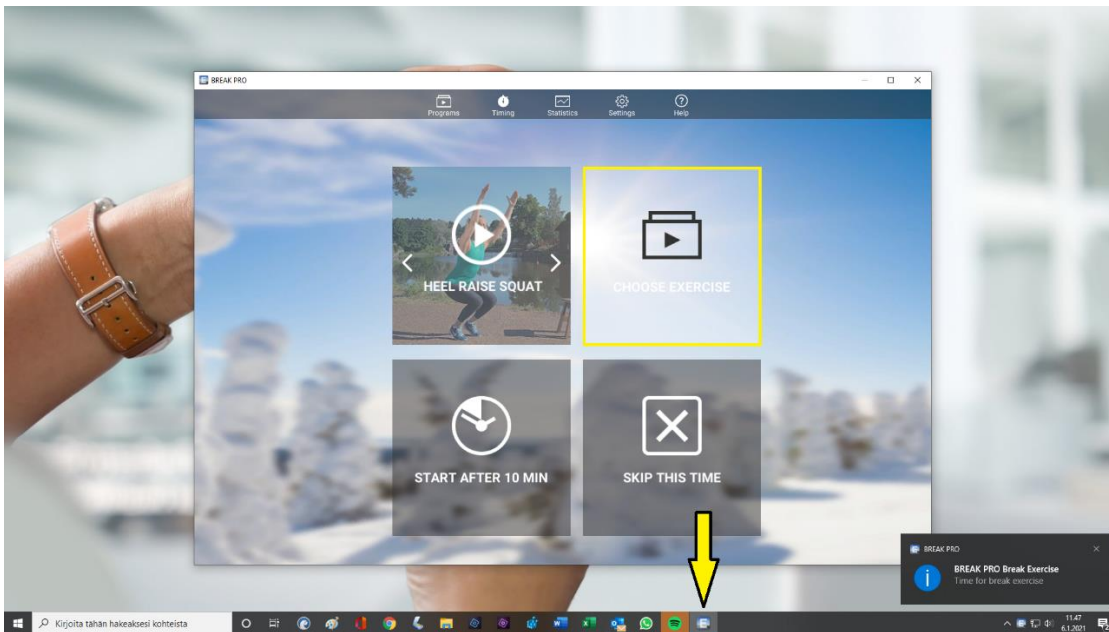 BREAK PRO
Programs
Timing
Statistics
Settings
Help
HEEL RAISE SQUAT
CHOOSE EXERCISE
START AFTER 10 MIN
SKIP THIS TIME
BREAK PRO
BREAK PRO Break Exercise
Time for break exercise
Kirjoita tähän hakeaksesi kohteista
11.47
6.1.2021